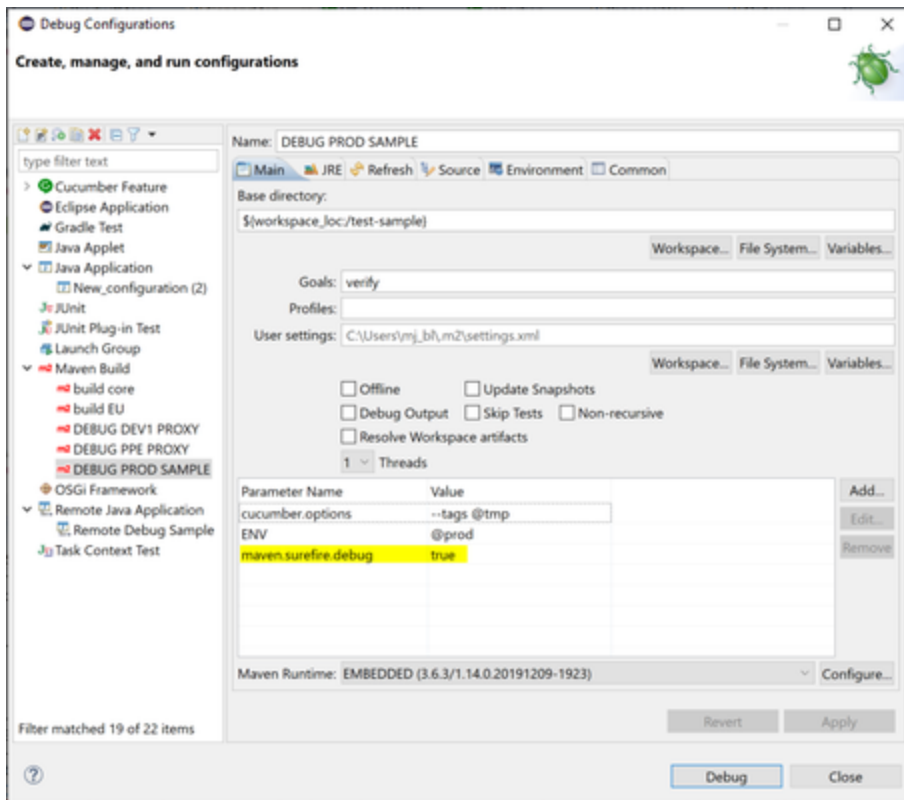 Debug Configurations
Create, manage, and run configurations
type filter text
Cucumber Feature
Eclipse Application
Gradle Test
Java Applet
Java Application
New_configuration (2)
JUnit
JUnit Plug-in Test
Launch Group
Maven Build
build core
build EU
DEBUG DEV1 PROXY
DEBUG PPE PROXY
DEBUG PROD SAMPLE
OSGi Framework
Remote Java Application
Remote Debug Sample
Task Context Test
Filter matched 19 of 22 items
Name: DEBUG PROD SAMPLE
Main JRE Refresh Source Environment Common
Base directory:
${workspace_loc:/test-sample}
Workspace... File System... Variables...
Goals: verify
Profiles:
User settings: C:\Users\mj_bl\.m2\settings.xml
Workspace... File System... Variables...
Offline Update Snapshots
Debug Output Skip Tests Non-recursive
Resolve Workspace artifacts
1 Threads
Parameter Name Value Add...
cucumber.options --tags @tmp
ENV @prod Edit...
maven.surefire.debug true Remove
Maven Runtime: EMBEDDED (3.6.3/1.14.0.20191209-1923) Configure...
Revert Apply
Debug Close